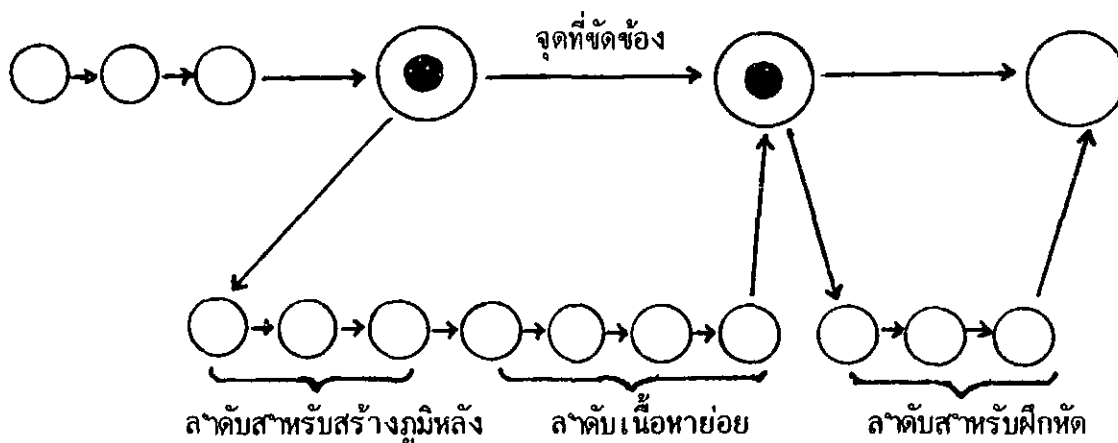 จุดที่ขัดข้อง
ลำดับสำหรับสร้างภูมิหลัง
ลำดับเนื้อหาย่อย
ลำดับสำหรับฝึกหัด